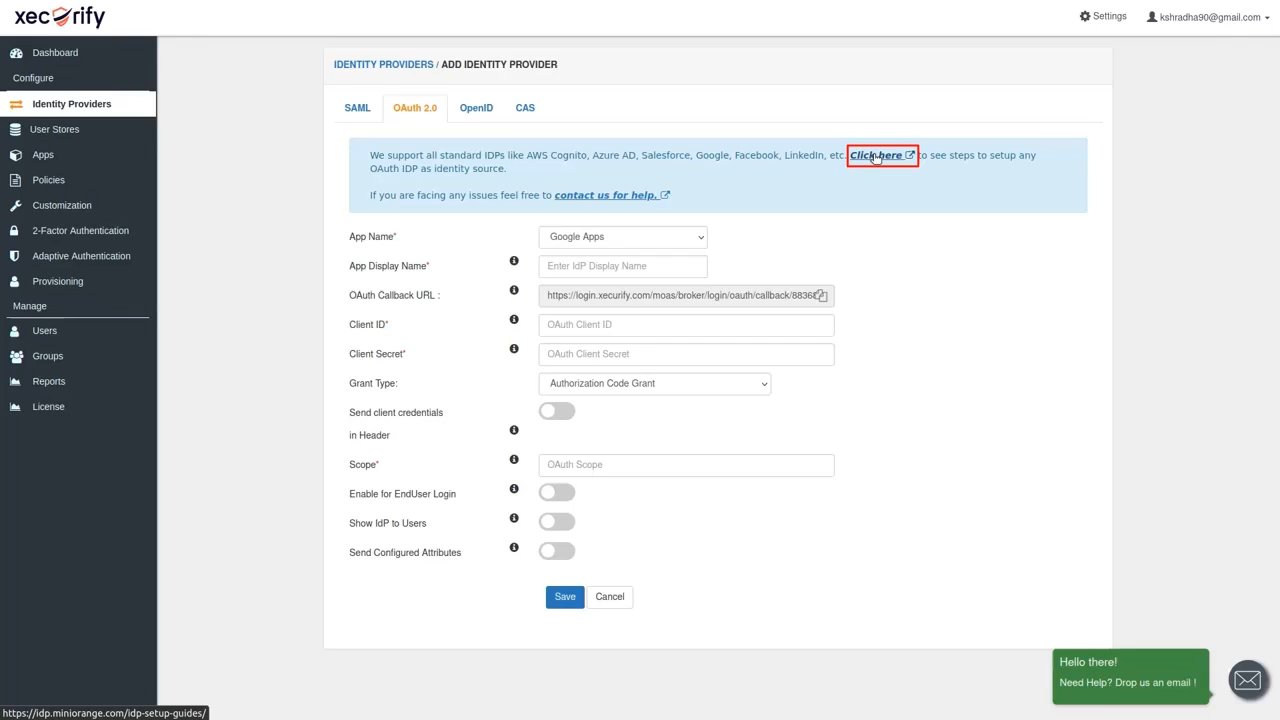 xecurify
Settings
kshradha90@gmail.com
Dashboard
Configure
Identity Providers
User Stores
Apps
Policies
Customization
2-Factor Authentication
Adaptive Authentication
Provisioning
Manage
Users
Groups
Reports
License
IDENTITY PROVIDERS / ADD IDENTITY PROVIDER
SAML OAuth 2.0 OpenID CAS
We support all standard IDPs like AWS Cognito, Azure AD, Salesforce, Google, Facebook, LinkedIn, etc. Click here to see steps to setup any
OAuth IDP as identity source.
If you are facing any issues feel free to contact us for help.
App Name* Google Apps
App Display Name* Enter IdP Display Name
OAuth Callback URL : https://login.xecurify.com/moas/broker/login/oauth/callback/8836
Client ID* OAuth Client ID
Client Secret* OAuth Client Secret
Grant Type: Authorization Code Grant
Send client credentials
in Header
Scope* OAuth Scope
Enable for EndUser Login
Show IdP to Users
Send Configured Attributes
Save Cancel
Hello there!
Need Help? Drop us an email !
https://idp.miniorange.com/idp-setup-guides/